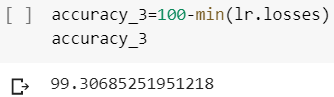 [ ] accuracy_3=100-min(lr.losses)
accuracy_3
99.30685251951218